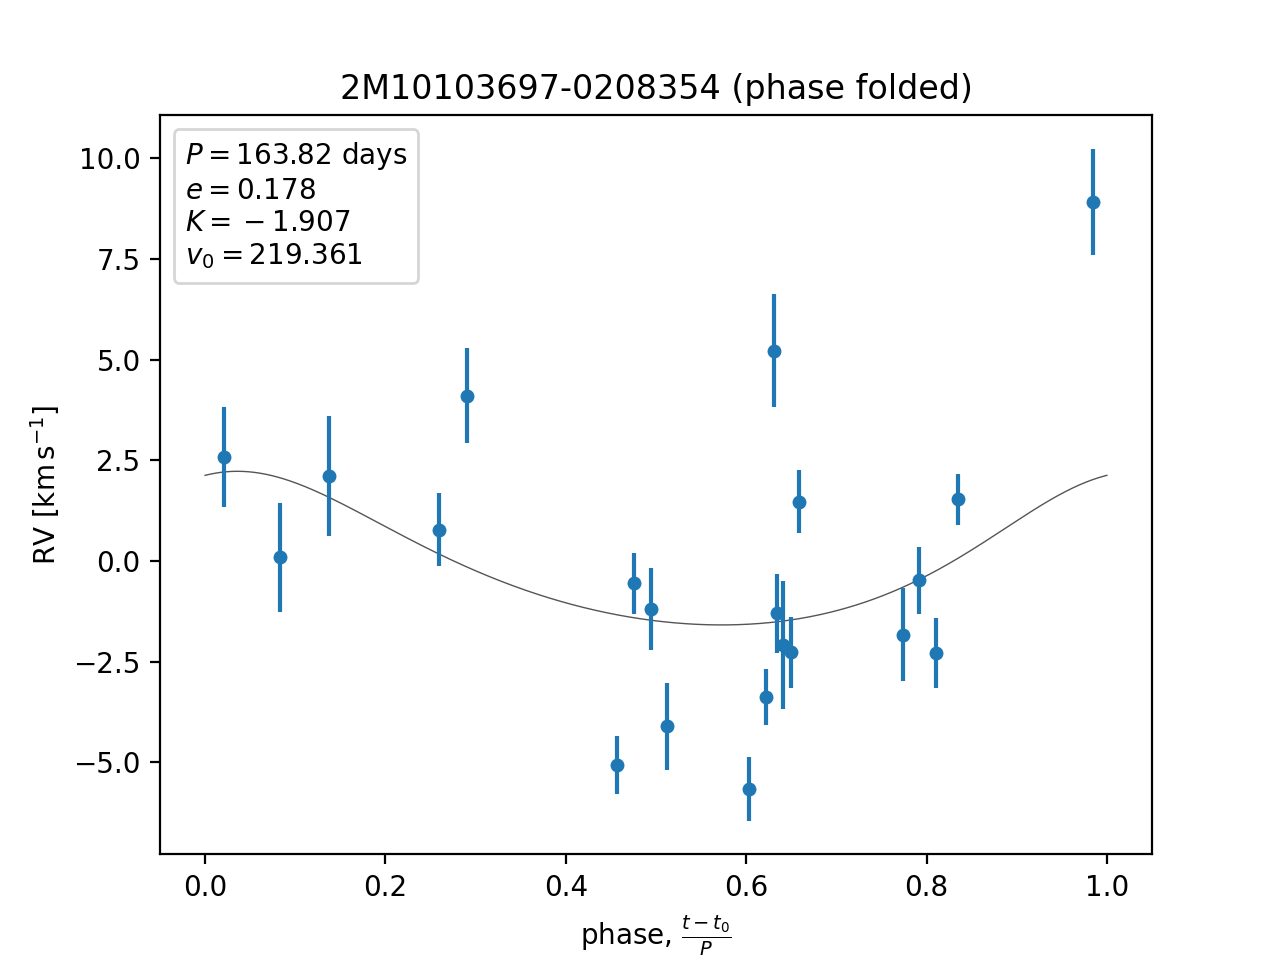 2M10103697-0208354 (phase folded)
P = 163.82 days
e = 0.178
K = −1.907
v₀ = 219.361
10.0
7.5
5.0
2.5
0.0
−2.5
−5.0
RV [km s⁻¹]
0.0 0.2 0.4 0.6 0.8 1.0
phase, (t − t₀)/P